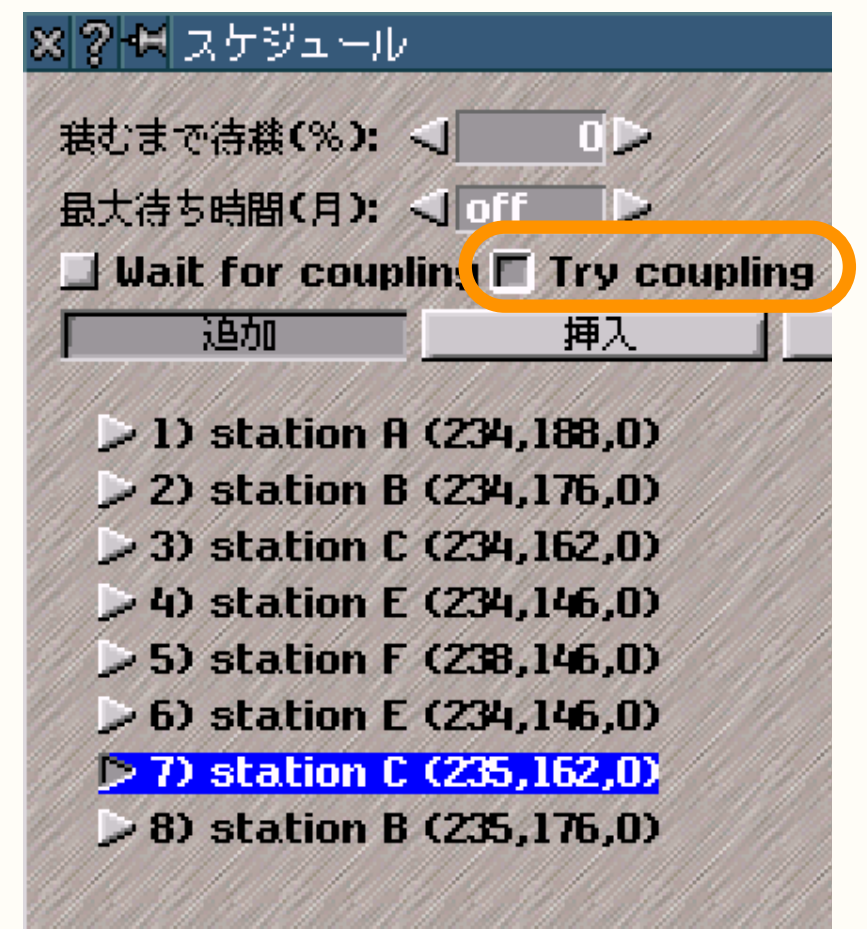 スケジュール
積むまで待機(%): 0
最大待ち時間(月): off
Wait for coupling Try coupling
追加 挿入
1) station A (234,188,0)
2) station B (234,176,0)
3) station C (234,162,0)
4) station E (234,146,0)
5) station F (238,146,0)
6) station E (234,146,0)
7) station C (235,162,0)
8) station B (235,176,0)